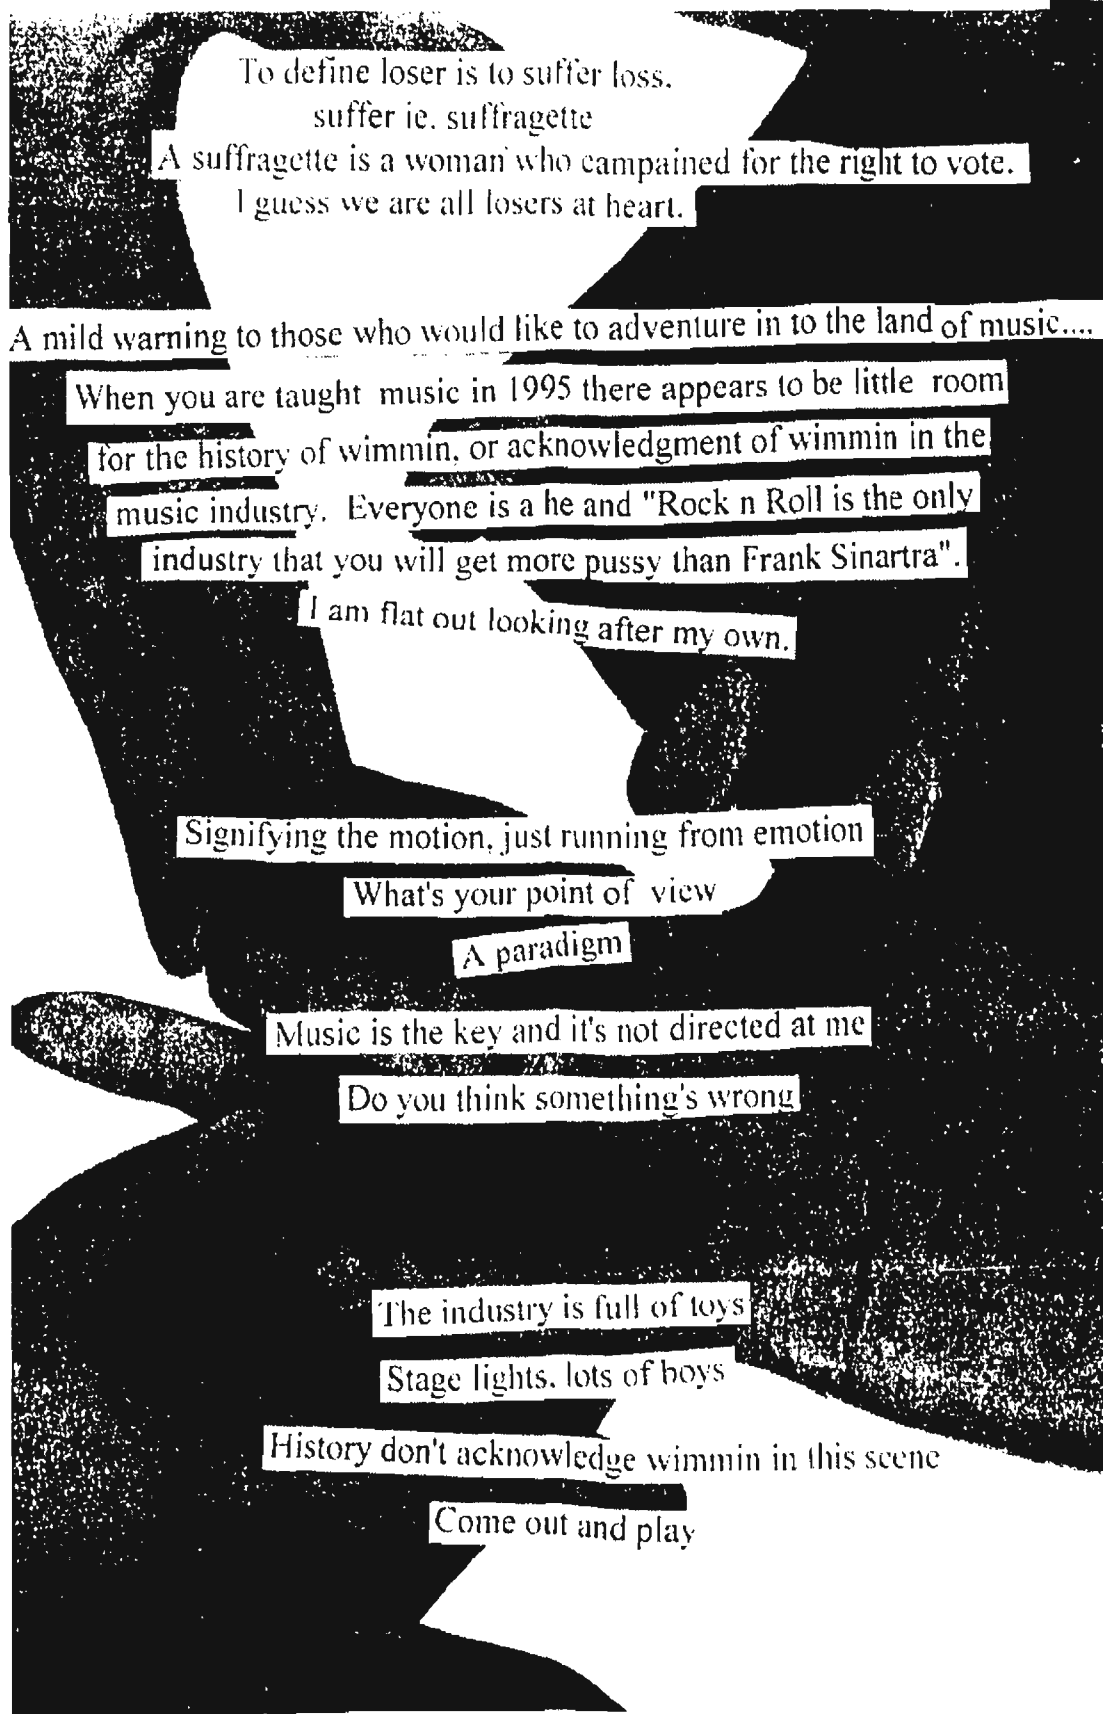 To define loser is to suffer loss.
suffer ie. suffragette
A suffragette is a woman who campained for the right to vote.
I guess we are all losers at heart.
A mild warning to those who would like to adventure in to the land of music....
When you are taught music in 1995 there appears to be little room
for the history of wimmin, or acknowledgment of wimmin in the
music industry. Everyone is a he and "Rock n Roll is the only
industry that you will get more pussy than Frank Sinartra".
I am flat out looking after my own.
Signifying the motion, just running from emotion
What's your point of view
A paradigm
Music is the key and it's not directed at me
Do you think something's wrong
The industry is full of toys
Stage lights, lots of boys
History don't acknowledge wimmin in this scene
Come out and play